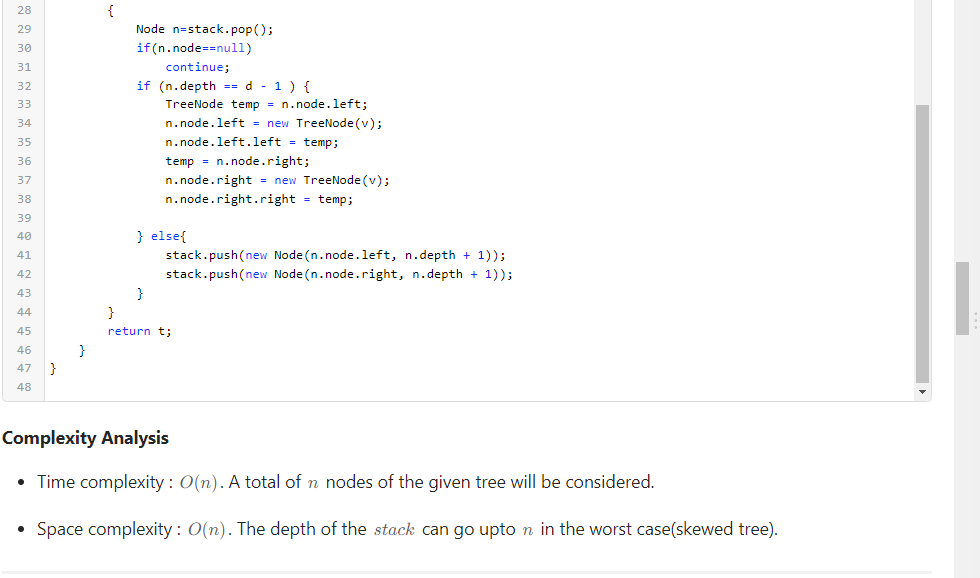 28 {
29 Node n=stack.pop();
30 if(n.node==null)
31 continue;
32 if (n.depth == d - 1 ) {
33 TreeNode temp = n.node.left;
34 n.node.left = new TreeNode(v);
35 n.node.left.left = temp;
36 temp = n.node.right;
37 n.node.right = new TreeNode(v);
38 n.node.right.right = temp;
39
40 } else{
41 stack.push(new Node(n.node.left, n.depth + 1));
42 stack.push(new Node(n.node.right, n.depth + 1));
43 }
44 }
45 return t;
46 }
47 }
48
Complexity Analysis
• Time complexity : O(n). A total of n nodes of the given tree will be considered.
• Space complexity : O(n). The depth of the stack can go upto n in the worst case(skewed tree).